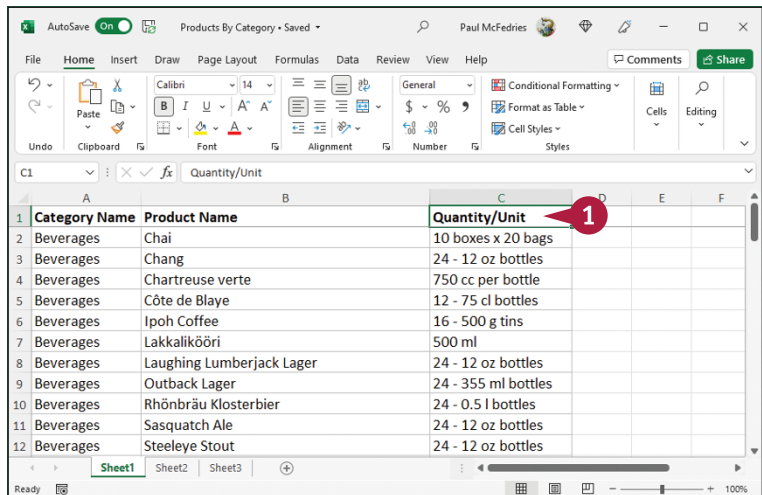 AutoSave On Products By Category • Saved Paul McFedries
File Home Insert Draw Page Layout Formulas Data Review View Help Comments Share
Calibri 14 General Conditional Formatting
Paste B I U A A $ % 9 Format as Table Cells Editing
A Cell Styles
Undo Clipboard Font Alignment Number Styles
C1 fx Quantity/Unit
A B C D E F
1 Category Name Product Name Quantity/Unit 1
2 Beverages Chai 10 boxes x 20 bags
3 Beverages Chang 24 - 12 oz bottles
4 Beverages Chartreuse verte 750 cc per bottle
5 Beverages Côte de Blaye 12 - 75 cl bottles
6 Beverages Ipoh Coffee 16 - 500 g tins
7 Beverages Lakkalikööri 500 ml
8 Beverages Laughing Lumberjack Lager 24 - 12 oz bottles
9 Beverages Outback Lager 24 - 355 ml bottles
10 Beverages Rhönbräu Klosterbier 24 - 0.5 l bottles
11 Beverages Sasquatch Ale 24 - 12 oz bottles
12 Beverages Steeleye Stout 24 - 12 oz bottles
Sheet1 Sheet2 Sheet3
Ready 100%